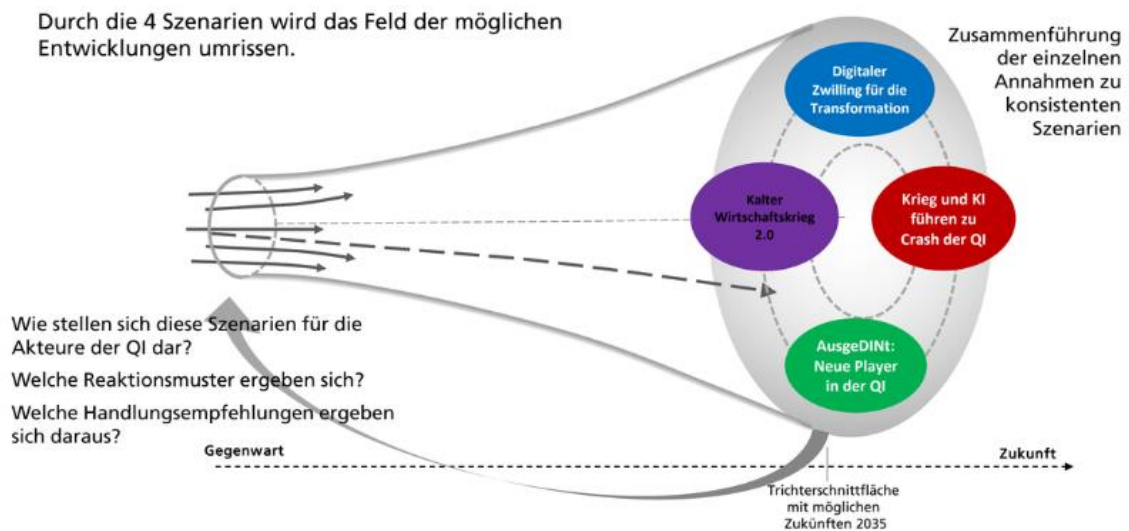 Durch die 4 Szenarien wird das Feld der möglichen
Entwicklungen umrissen.
Zusammenführung
der einzelnen
Annahmen zu
konsistenten
Szenarien
Digitaler
Zwilling für die
Transformation
Kalter
Wirtschaftskrieg
2.0
Krieg und KI
führen zu
Crash der QI
AusgeDINt:
Neue Player
in der QI
Wie stellen sich diese Szenarien für die
Akteure der QI dar?
Welche Reaktionsmuster ergeben sich?
Welche Handlungsempfehlungen ergeben
sich daraus?
Gegenwart
Zukunft
Trichterschnittfläche
mit möglichen
Zukünften 2035